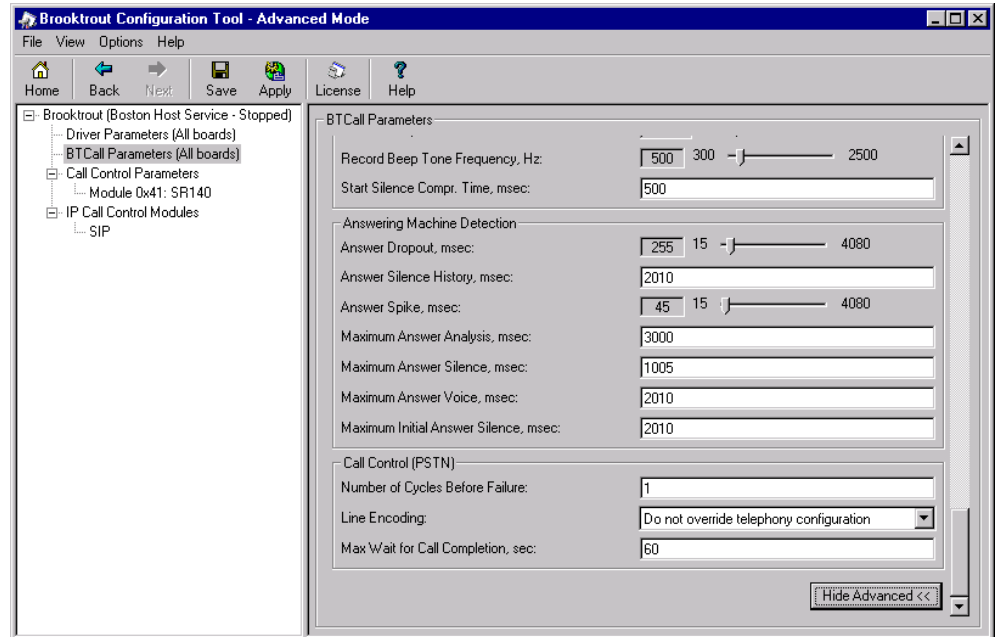 Brooktrout Configuration Tool - Advanced Mode
File View Options Help
Home Back Next Save Apply License Help
Brooktrout (Boston Host Service - Stopped)
Driver Parameters (All boards)
BTCall Parameters (All boards)
Call Control Parameters
Module 0x41: SR140
IP Call Control Modules
SIP
BTCall Parameters
Record Beep Tone Frequency, Hz: 500 300 2500
Start Silence Compr. Time, msec: 500
Answering Machine Detection
Answer Dropout, msec: 255 15 4080
Answer Silence History, msec: 2010
Answer Spike, msec: 45 15 4080
Maximum Answer Analysis, msec: 3000
Maximum Answer Silence, msec: 1005
Maximum Answer Voice, msec: 2010
Maximum Initial Answer Silence, msec: 2010
Call Control (PSTN)
Number of Cycles Before Failure: 1
Line Encoding: Do not override telephony configuration
Max Wait for Call Completion, sec: 60
Hide Advanced <<